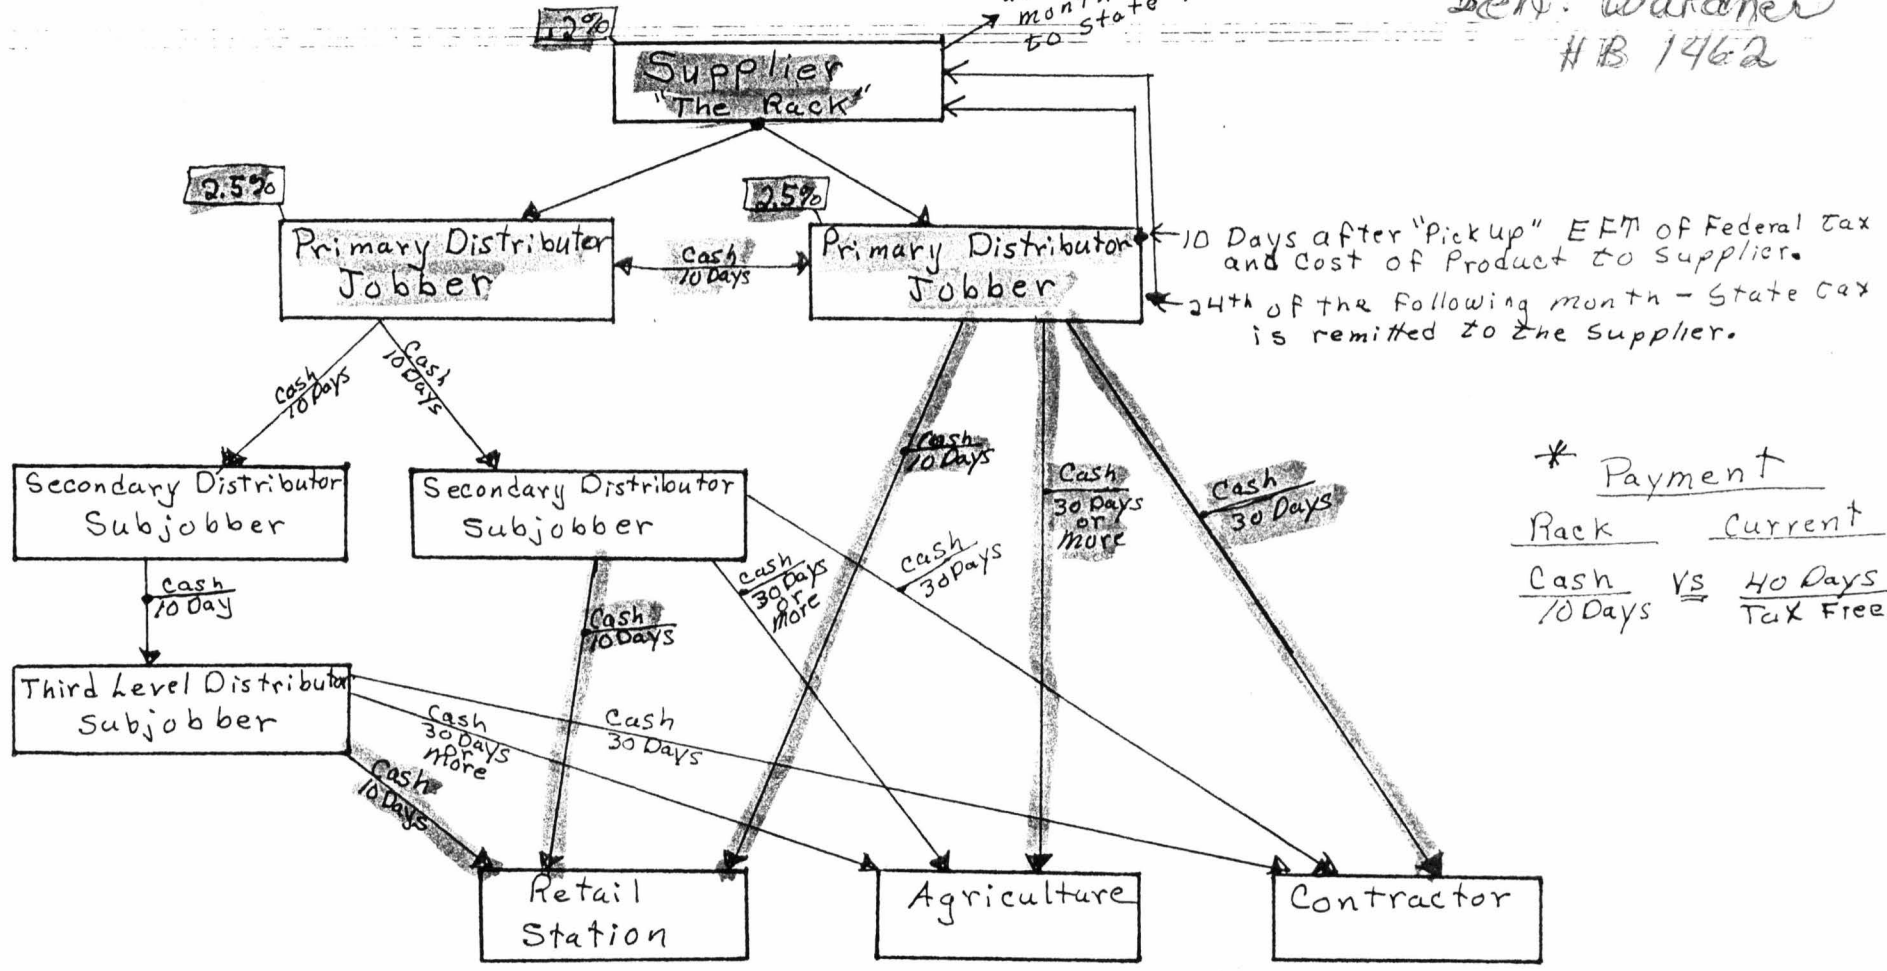 .2%
month
to State
Sen. Wardner
HB 1462
Supplier
"The Rack"
2.5%
2.5%
Primary Distributer
Jobber
Cash
10 Days
Primary Distributor
Jobber
10 Days after "Pick up" EFT of Federal Tax
and Cost of Product to Supplier.
24th of the Following month - State tax
is remitted to the Supplier.
Cash
10 Days
Cash
10 Days
Secondary Distributor
Subjobber
Secondary Distributor
Subjobber
Cash
10 Days
Cash
30 Days
or
more
Cash
30 Days
* Payment
Rack Current
Cash
10 Days
vs
40 Days
Tax Free
Cash
10 Day
Cash
10 Days
Cash
30 Days
or
more
Cash
30 Days
Third Level Distributor
Subjobber
Cash
30 Days
or
more
Cash
30 Days
Cash
10 Days
Retail
Station
Agriculture
Contractor